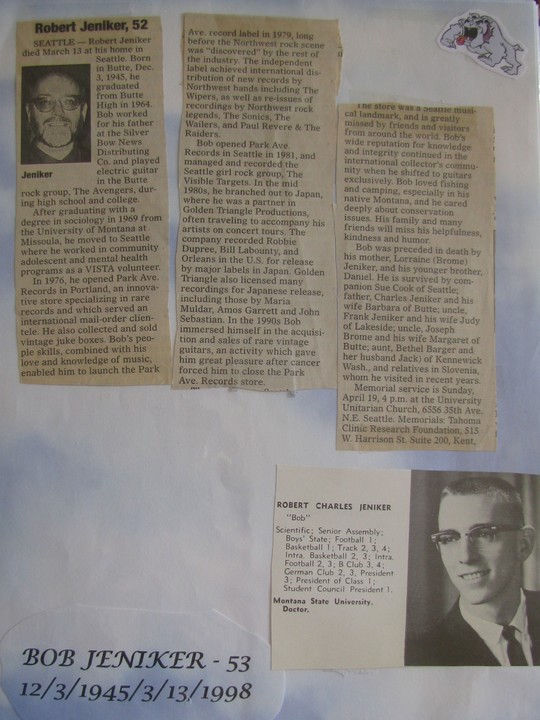 Robert Jeniker, 52
SEATTLE — Robert Jeniker
died March 13 at his home in
Seattle. Born
in Butte, Dec.
3, 1945, he
graduated
from Butte
High in 1964.
Bob worked
for his father
at the Silver
Bow News
Distributing
Co. and played
electric guitar
in the Butte
Jeniker
rock group, The Avengers, dur-
ing high school and college.
After graduating with a
degree in sociology in 1969 from
the University of Montana at
Missoula, he moved to Seattle
where he worked in community
adolescent and mental health
programs as a VISTA volunteer.
In 1976, he opened Park Ave.
Records in Portland, an innova-
tive store specializing in rare
records and which served an
international mail-order clien-
tele. He also collected and sold
vintage juke boxes. Bob's peo-
ple skills, combined with his
love and knowledge of music,
enabled him to launch the Park
Ave. record label in 1979, long
before the Northwest rock scene
was "discovered" by the rest of
the industry. The independent
label achieved international dis-
tribution of new records by
Northwest bands including The
Wipers, as well as re-issues of
recordings by Northwest rock
legends, The Sonics, The
Wailers, and Paul Revere & The
Raiders.
Bob opened Park Ave.
Records in Seattle in 1981, and
managed and recorded the
Seattle girl rock group, The
Visible Targets. In the mid
1980s, he branched out to Japan,
where he was a partner in
Golden Triangle Productions,
often traveling to accompany his
artists on concert tours. The
company recorded Robbie
Dupree, Bill Labounty, and
Orleans in the U.S. for release
by major labels in Japan. Golden
Triangle also licensed many
recordings for Japanese release,
including those by Maria
Muldar, Amos Garrett and John
Sebastian. In the 1990s Bob
immersed himself in the acquisi-
tion and sales of rare vintage
guitars, an activity which gave
him great pleasure after cancer
forced him to close the Park
Ave. Records store.
The store was a Seattle musi-
cal landmark, and is greatly
missed by friends and visitors
from around the world. Bob's
wide reputation for knowledge
and integrity continued in the
international collector's commu-
nity when he shifted to guitars
exclusively. Bob loved fishing
and camping, especially in his
native Montana, and he cared
deeply about conservation
issues. His family and many
friends will miss his helpfulness,
kindness and humor.
Bob was preceded in death by
his mother, Lorraine (Brome)
Jeniker, and his younger brother,
Daniel. He is survived by com-
panion Sue Cook of Seattle;
father, Charles Jeniker and his
wife Barbara of Butte; uncle,
Frank Jeniker and his wife Judy
of Lakeside; uncle, Joseph
Brome and his wife Margaret of
Butte; aunt, Bethel Barger and
her husband Jack) of Kennewick
Wash., and relatives in Slovenia,
whom he visited in recent years.
Memorial service is Sunday,
April 19, 4 p.m. at the University
Unitarian Church, 6556 35th Ave.
N.E. Seattle. Memorials: Tahoma
Clinic Research Foundation, 515
W. Harrison St. Suite 200, Kent,
ROBERT CHARLES JENIKER
"Bob"
Scientific; Senior Assembly;
Boys' State; Football 1;
Basketball 1; Track 2, 3, 4;
Intra. Basketball 2, 3; Intra.
Football 2, 3; B Club 3, 4;
German Club 2, 3, President
3; President of Class 1;
Student Council President 1.
Montana State University.
Doctor.
BOB JENIKER - 53
12/3/1945/3/13/1998